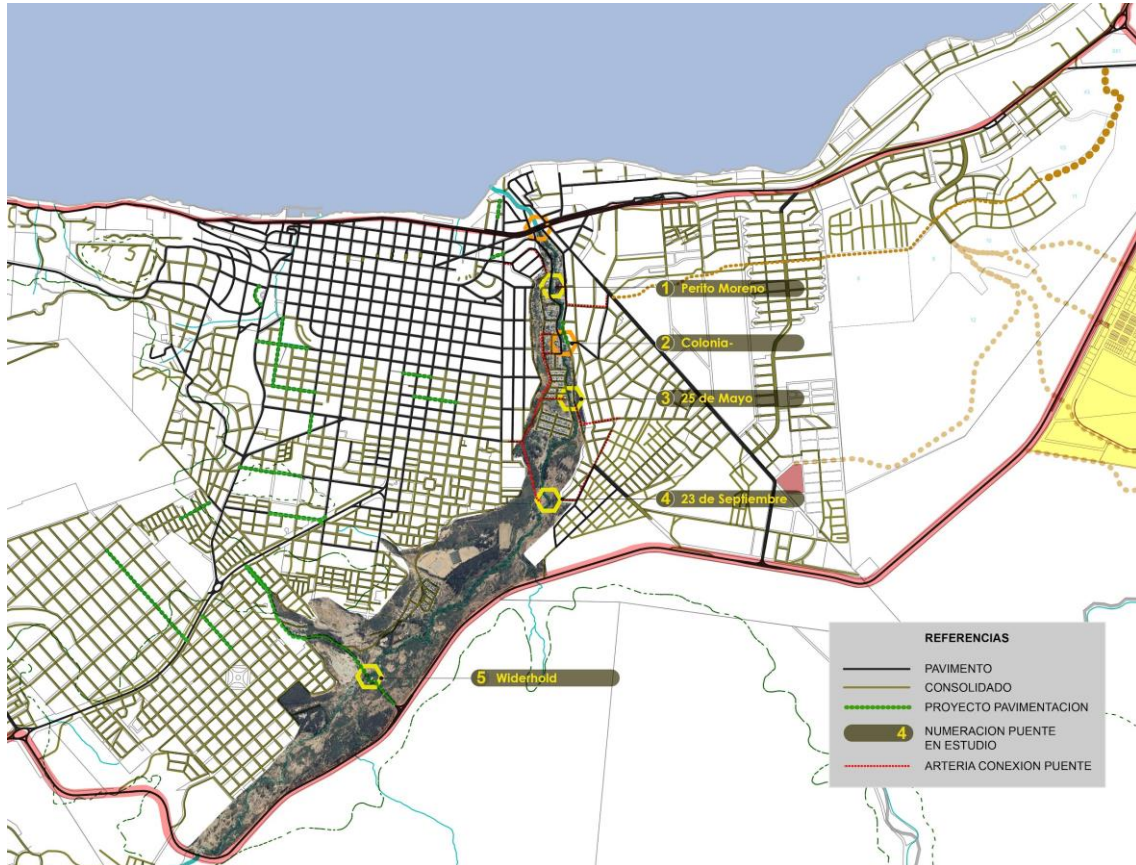 1 Perito Moreno
2 Colonia-
3 25 de Mayo
4 23 de Septiembre
5 Widerhold
REFERENCIAS
PAVIMENTO
CONSOLIDADO
PROYECTO PAVIMENTACION
4 NUMERACION PUENTE
EN ESTUDIO
ARTERIA CONEXION PUENTE